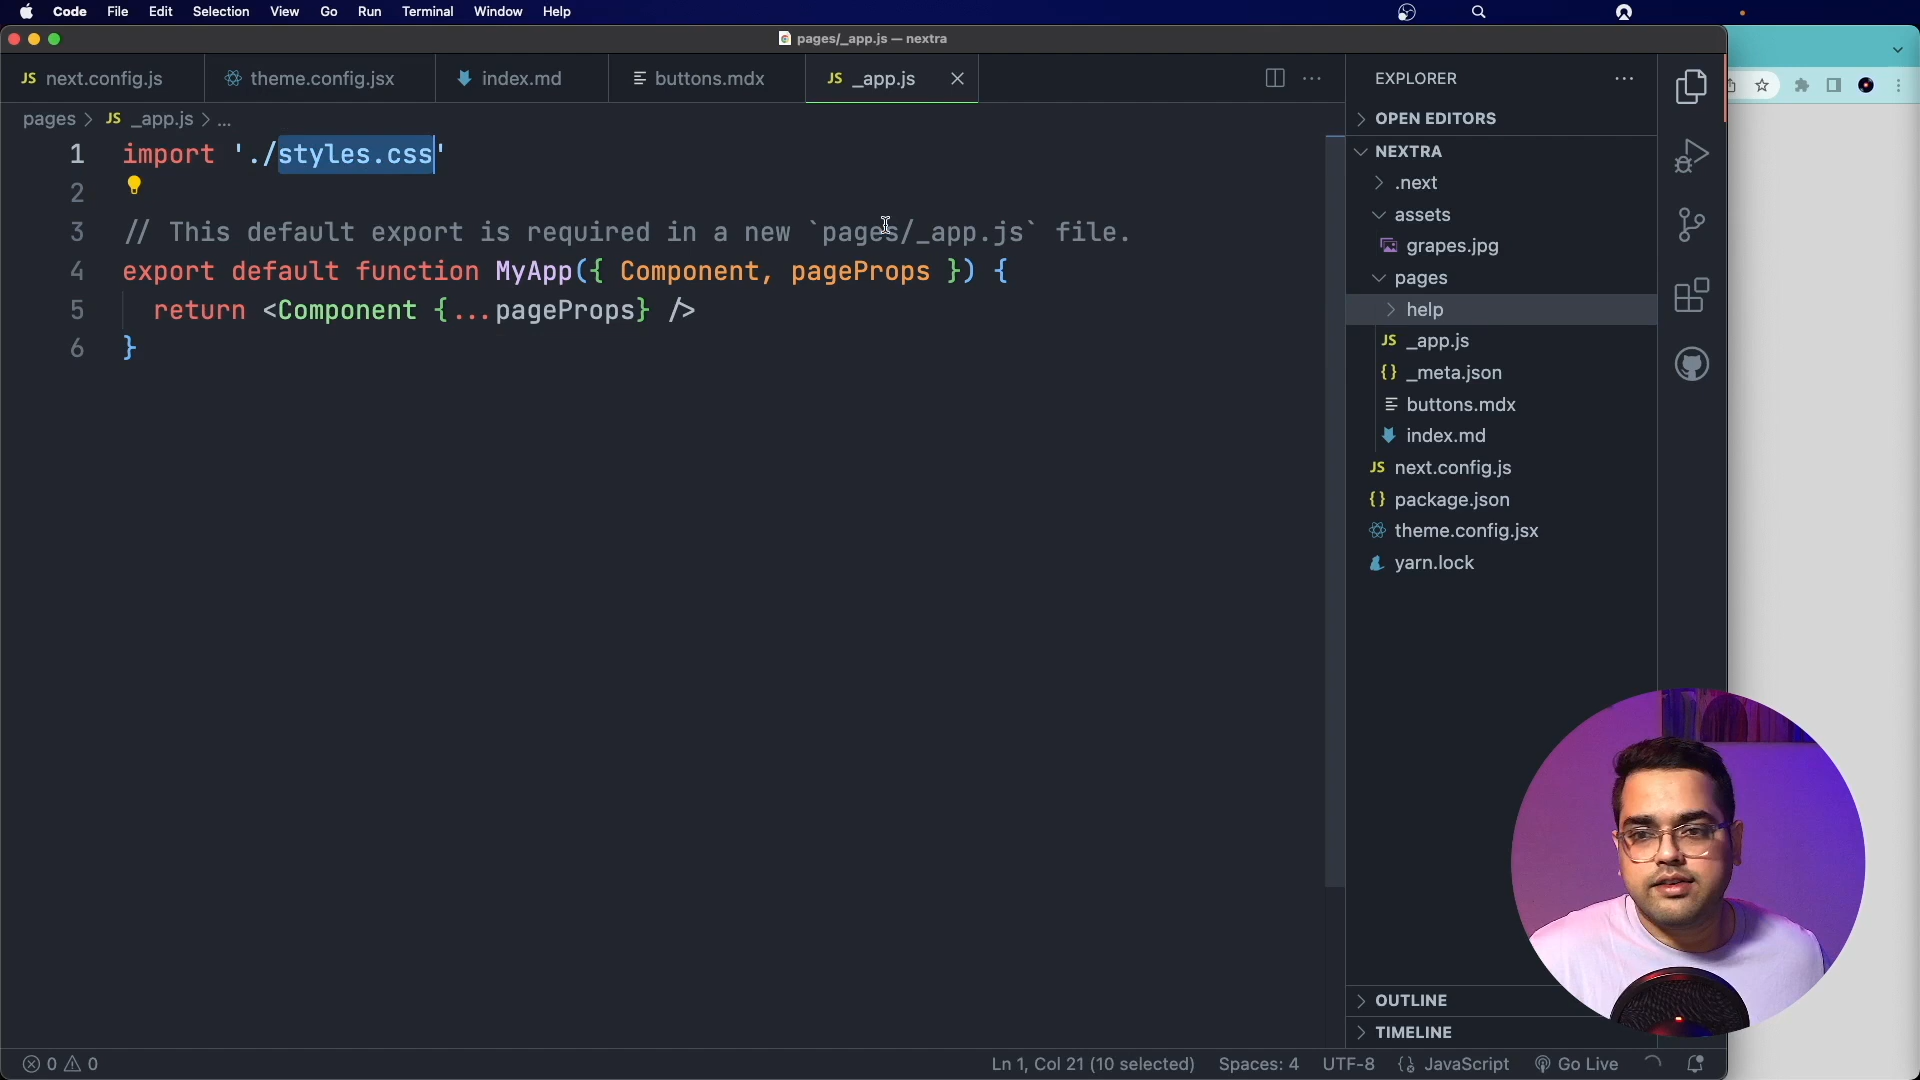 Code File Edit Selection View Go Run Terminal Window Help
pages/_app.js — nextra
JS next.config.js
theme.config.jsx
index.md
buttons.mdx
JS _app.js
pages > JS _app.js > ...
1 import './styles.css'
2
3 // This default export is required in a new `pages/_app.js` file.
4 export default function MyApp({ Component, pageProps }) {
5 return <Component {...pageProps} />
6 }
EXPLORER
OPEN EDITORS
NEXTRA
.next
assets
grapes.jpg
pages
help
JS _app.js
{} _meta.json
buttons.mdx
index.md
JS next.config.js
{} package.json
theme.config.jsx
yarn.lock
OUTLINE
TIMELINE
0 0
Ln 1, Col 21 (10 selected) Spaces: 4 UTF-8 {} JavaScript Go Live